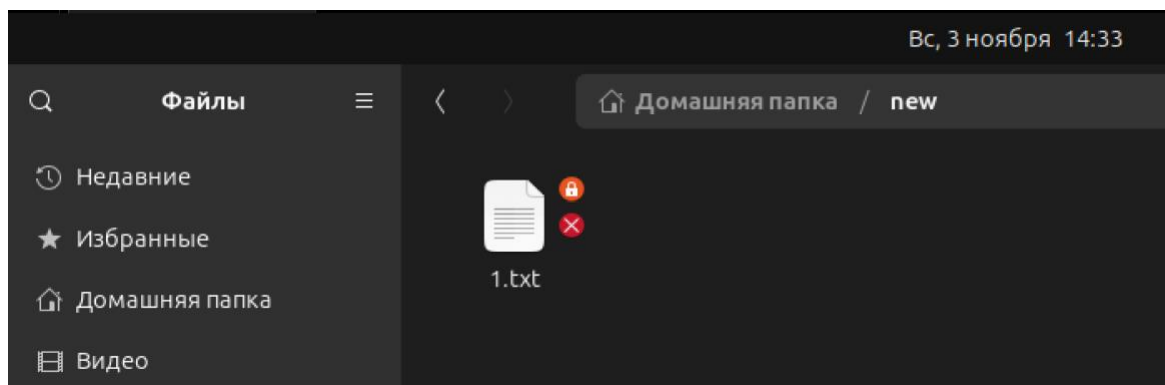 Вс, 3 ноября 14:33
Файлы
Домашняя папка / new
Недавние
Избранные
Домашняя папка
Видео
1.txt